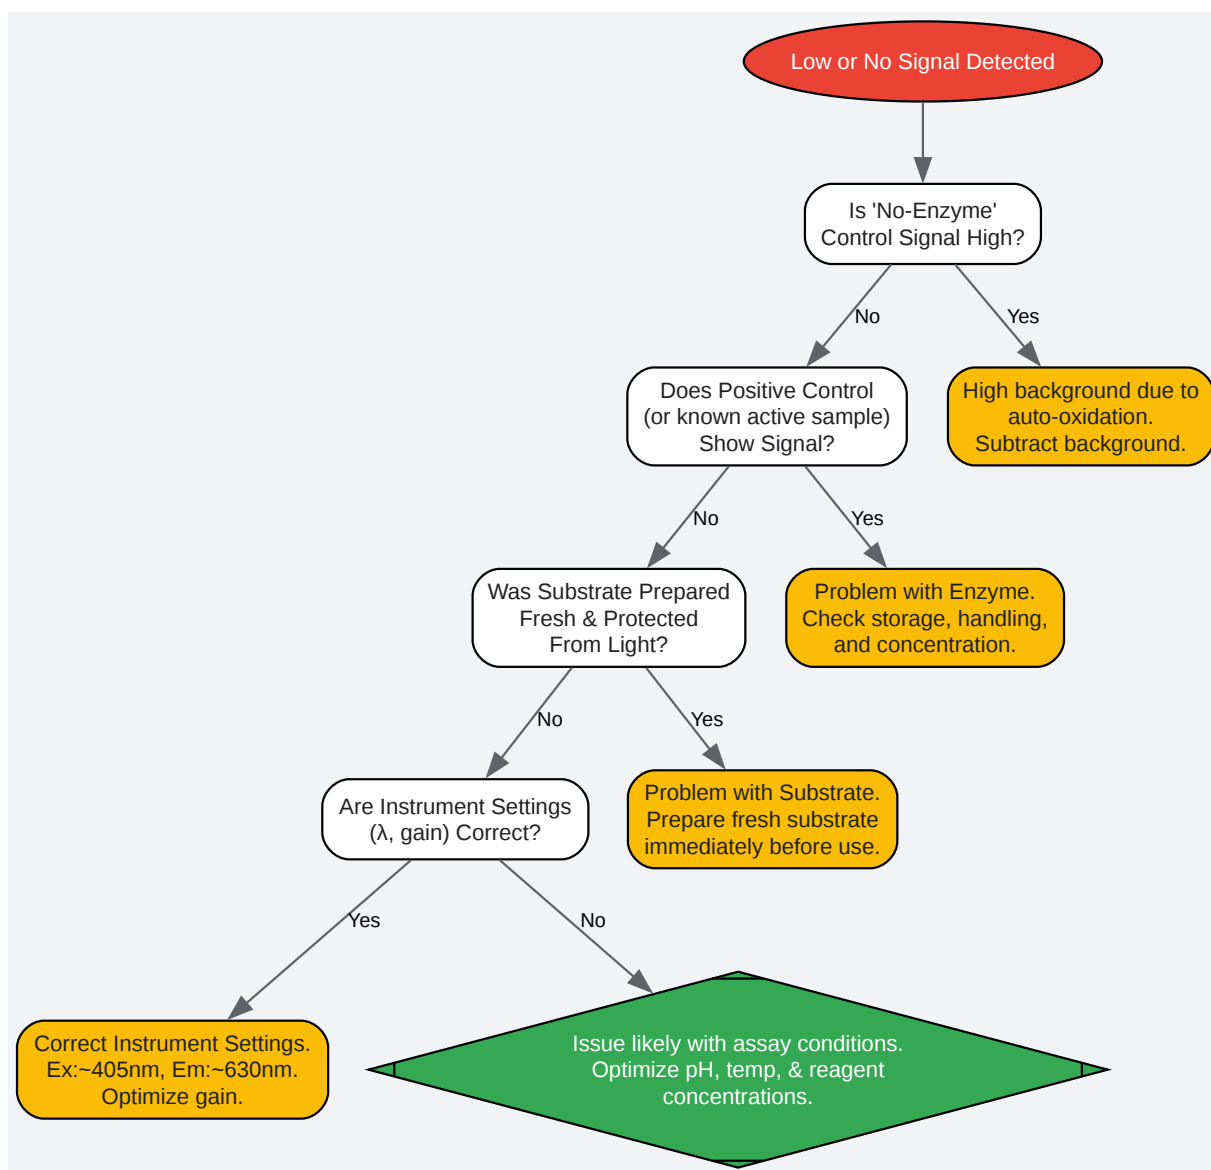 Low or No Signal Detected
Is 'No-Enzyme'
Control Signal High?
No
Yes
Does Positive Control
(or known active sample)
Show Signal?
High background due to
auto-oxidation.
Subtract background.
No
Yes
Was Substrate Prepared
Fresh & Protected
From Light?
Problem with Enzyme.
Check storage, handling,
and concentration.
No
Yes
Are Instrument Settings
(λ, gain) Correct?
Problem with Substrate.
Prepare fresh substrate
immediately before use.
Yes
No
Correct Instrument Settings.
Ex:~405nm, Em:~630nm.
Optimize gain.
Issue likely with assay conditions.
Optimize pH, temp, & reagent
concentrations.